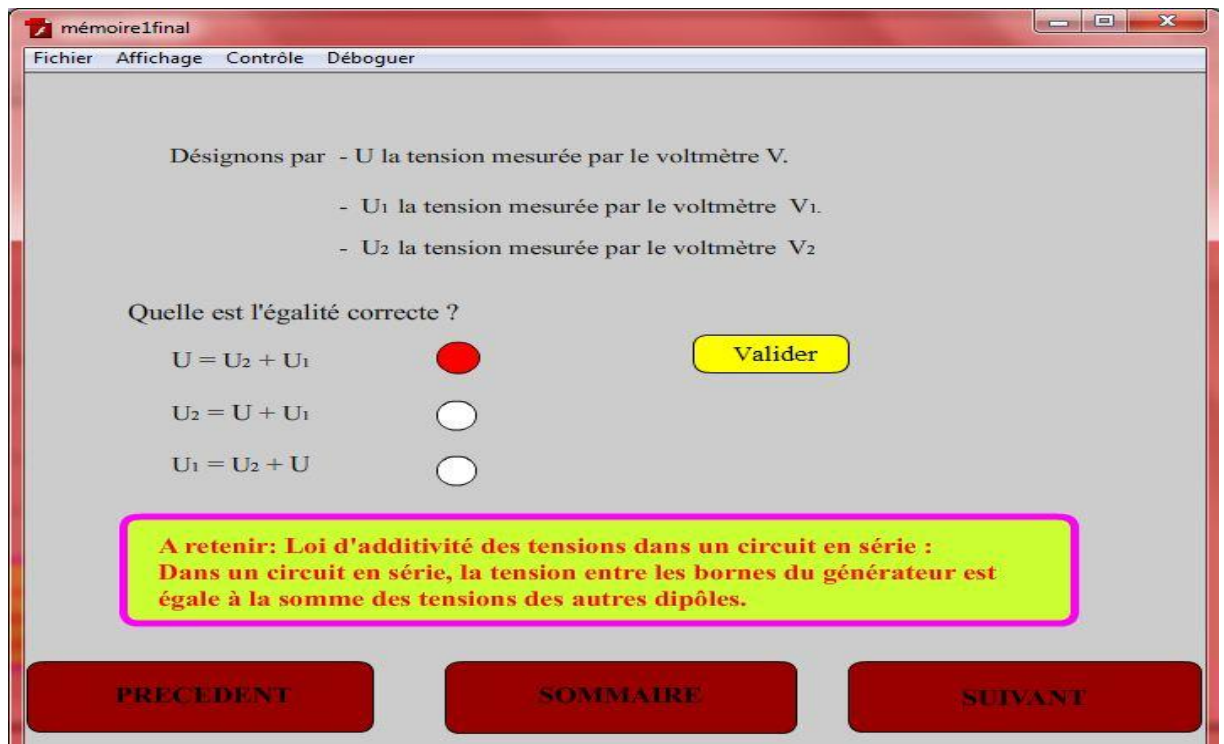 mémoire1final
Fichier Affichage Contrôle Déboguer
Désignons par - U la tension mesurée par le voltmètre V.
- U1 la tension mesurée par le voltmètre V1.
- U2 la tension mesurée par le voltmètre V2
Quelle est l'égalité correcte ?
U = U2 + U1
Valider
U2 = U + U1
U1 = U2 + U
A retenir: Loi d'additivité des tensions dans un circuit en série :
Dans un circuit en série, la tension entre les bornes du générateur est
égale à la somme des tensions des autres dipôles.
PRECEDENT SOMMAIRE SUIVANT